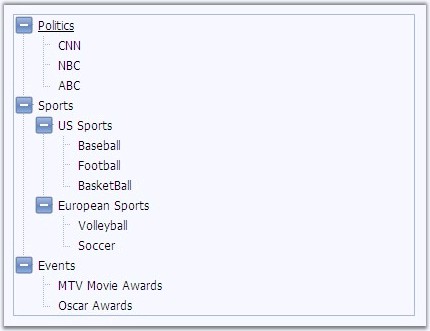 Politics
CNN
NBC
ABC
Sports
US Sports
Baseball
Football
BasketBall
European Sports
Volleyball
Soccer
Events
MTV Movie Awards
Oscar Awards